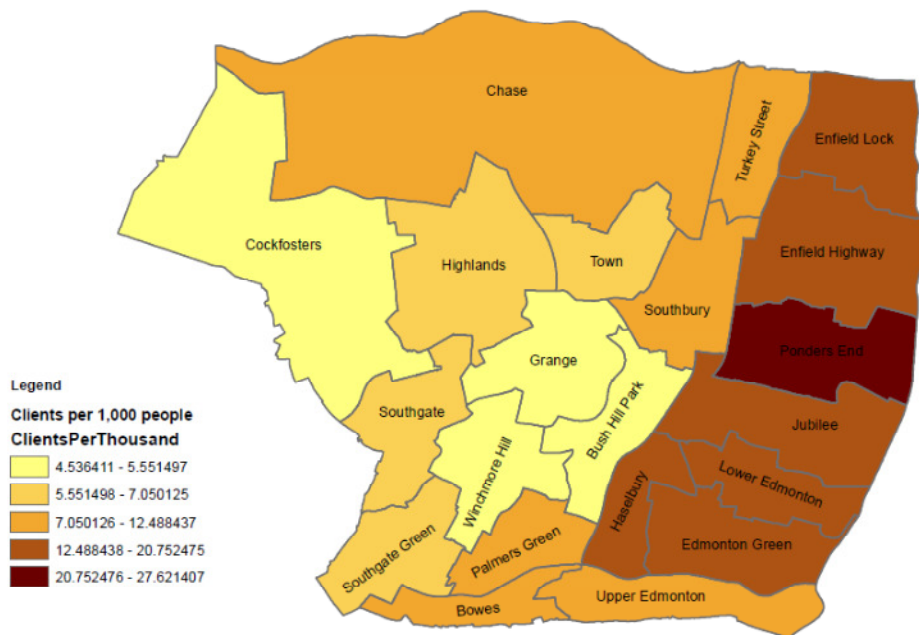 Chase
Turkey Street
Enfield Lock
Cockfosters
Highlands
Town
Enfield Highway
Southbury
Grange
Ponders End
Southgate
Bush Hill Park
Jubilee
Winchmore Hill
Haselbury
Lower Edmonton
Southgate Green
Palmers Green
Edmonton Green
Bowes
Upper Edmonton
Legend
Clients per 1,000 people
ClientsPerThousand
4.536411 - 5.551497
5.551498 - 7.050125
7.050126 - 12.488437
12.488438 - 20.752475
20.752476 - 27.621407